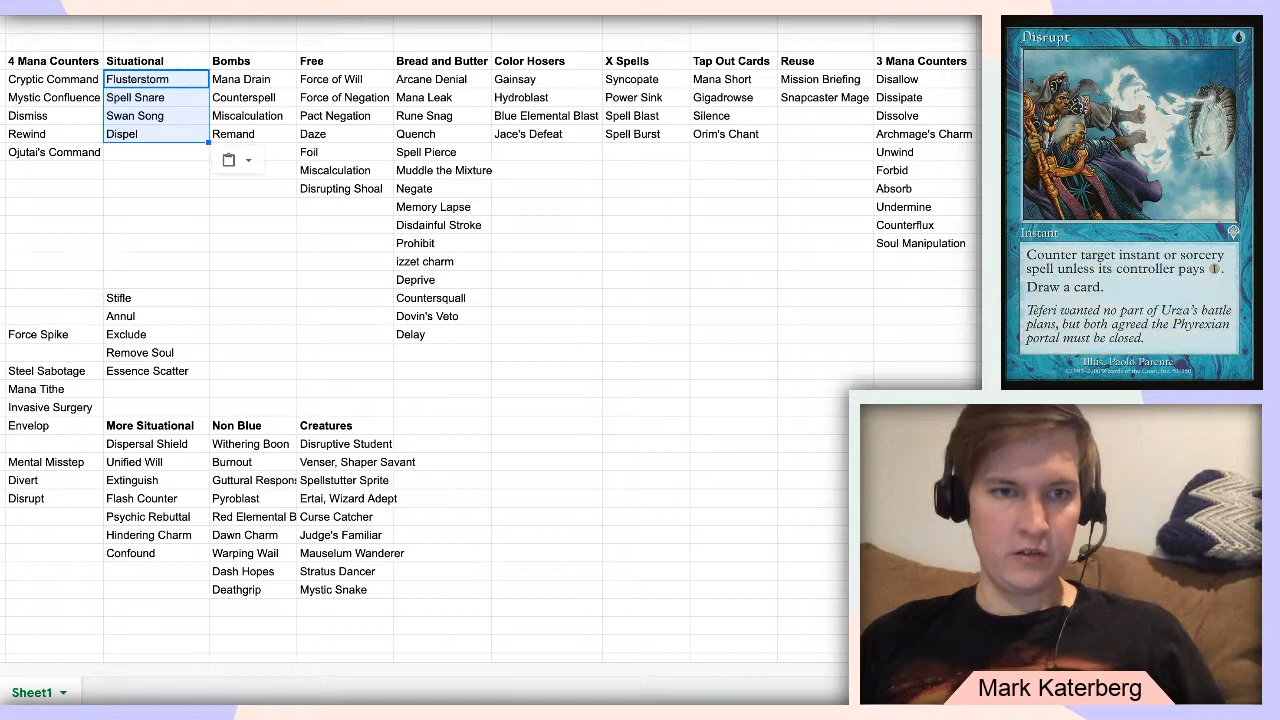 4 Mana Counters Situational Bombs Free Bread and Butter Color Hosers X Spells Tap Out Cards Reuse 3 Mana Counters
Cryptic Command Flusterstorm Mana Drain Force of Will Arcane Denial Gainsay Syncopate Mana Short Mission Briefing Disallow
Mystic Confluence Spell Snare Counterspell Force of Negation Mana Leak Hydroblast Power Sink Gigadrowse Snapcaster Mage Dissipate
Dismiss Swan Song Miscalculation Pact Negation Rune Snag Blue Elemental Blast Spell Blast Silence Dissolve
Rewind Dispel Remand Daze Quench Jace's Defeat Spell Burst Orim's Chant Archmage's Charm
Ojutai's Command Foil Spell Pierce Unwind
Miscalculation Muddle the Mixture Forbid
Disrupting Shoal Negate Absorb
Memory Lapse Undermine
Disdainful Stroke Counterflux
Prohibit Soul Manipulation
izzet charm
Deprive
Stifle Countersquall
Annul Dovin's Veto
Force Spike Exclude Delay
Remove Soul
Steel Sabotage Essence Scatter
Mana Tithe
Invasive Surgery
Envelop More Situational Non Blue Creatures
Dispersal Shield Withering Boon Disruptive Student
Mental Misstep Unified Will Burnout Venser, Shaper Savant
Divert Extinguish Guttural Respons Spellstutter Sprite
Disrupt Flash Counter Pyroblast Ertai, Wizard Adept
Psychic Rebuttal Red Elemental B Curse Catcher
Hindering Charm Dawn Charm Judge's Familiar
Confound Warping Wail Mauselum Wanderer
Dash Hopes Stratus Dancer
Deathgrip Mystic Snake
Sheet1
Disrupt
Instant
Counter target instant or sorcery
spell unless its controller pays 1.
Draw a card.
Teferi wanted no part of Urza's battle
plans, but both agreed the Phyrexian
portal must be closed.
Illus. Paolo Parente
Mark Katerberg